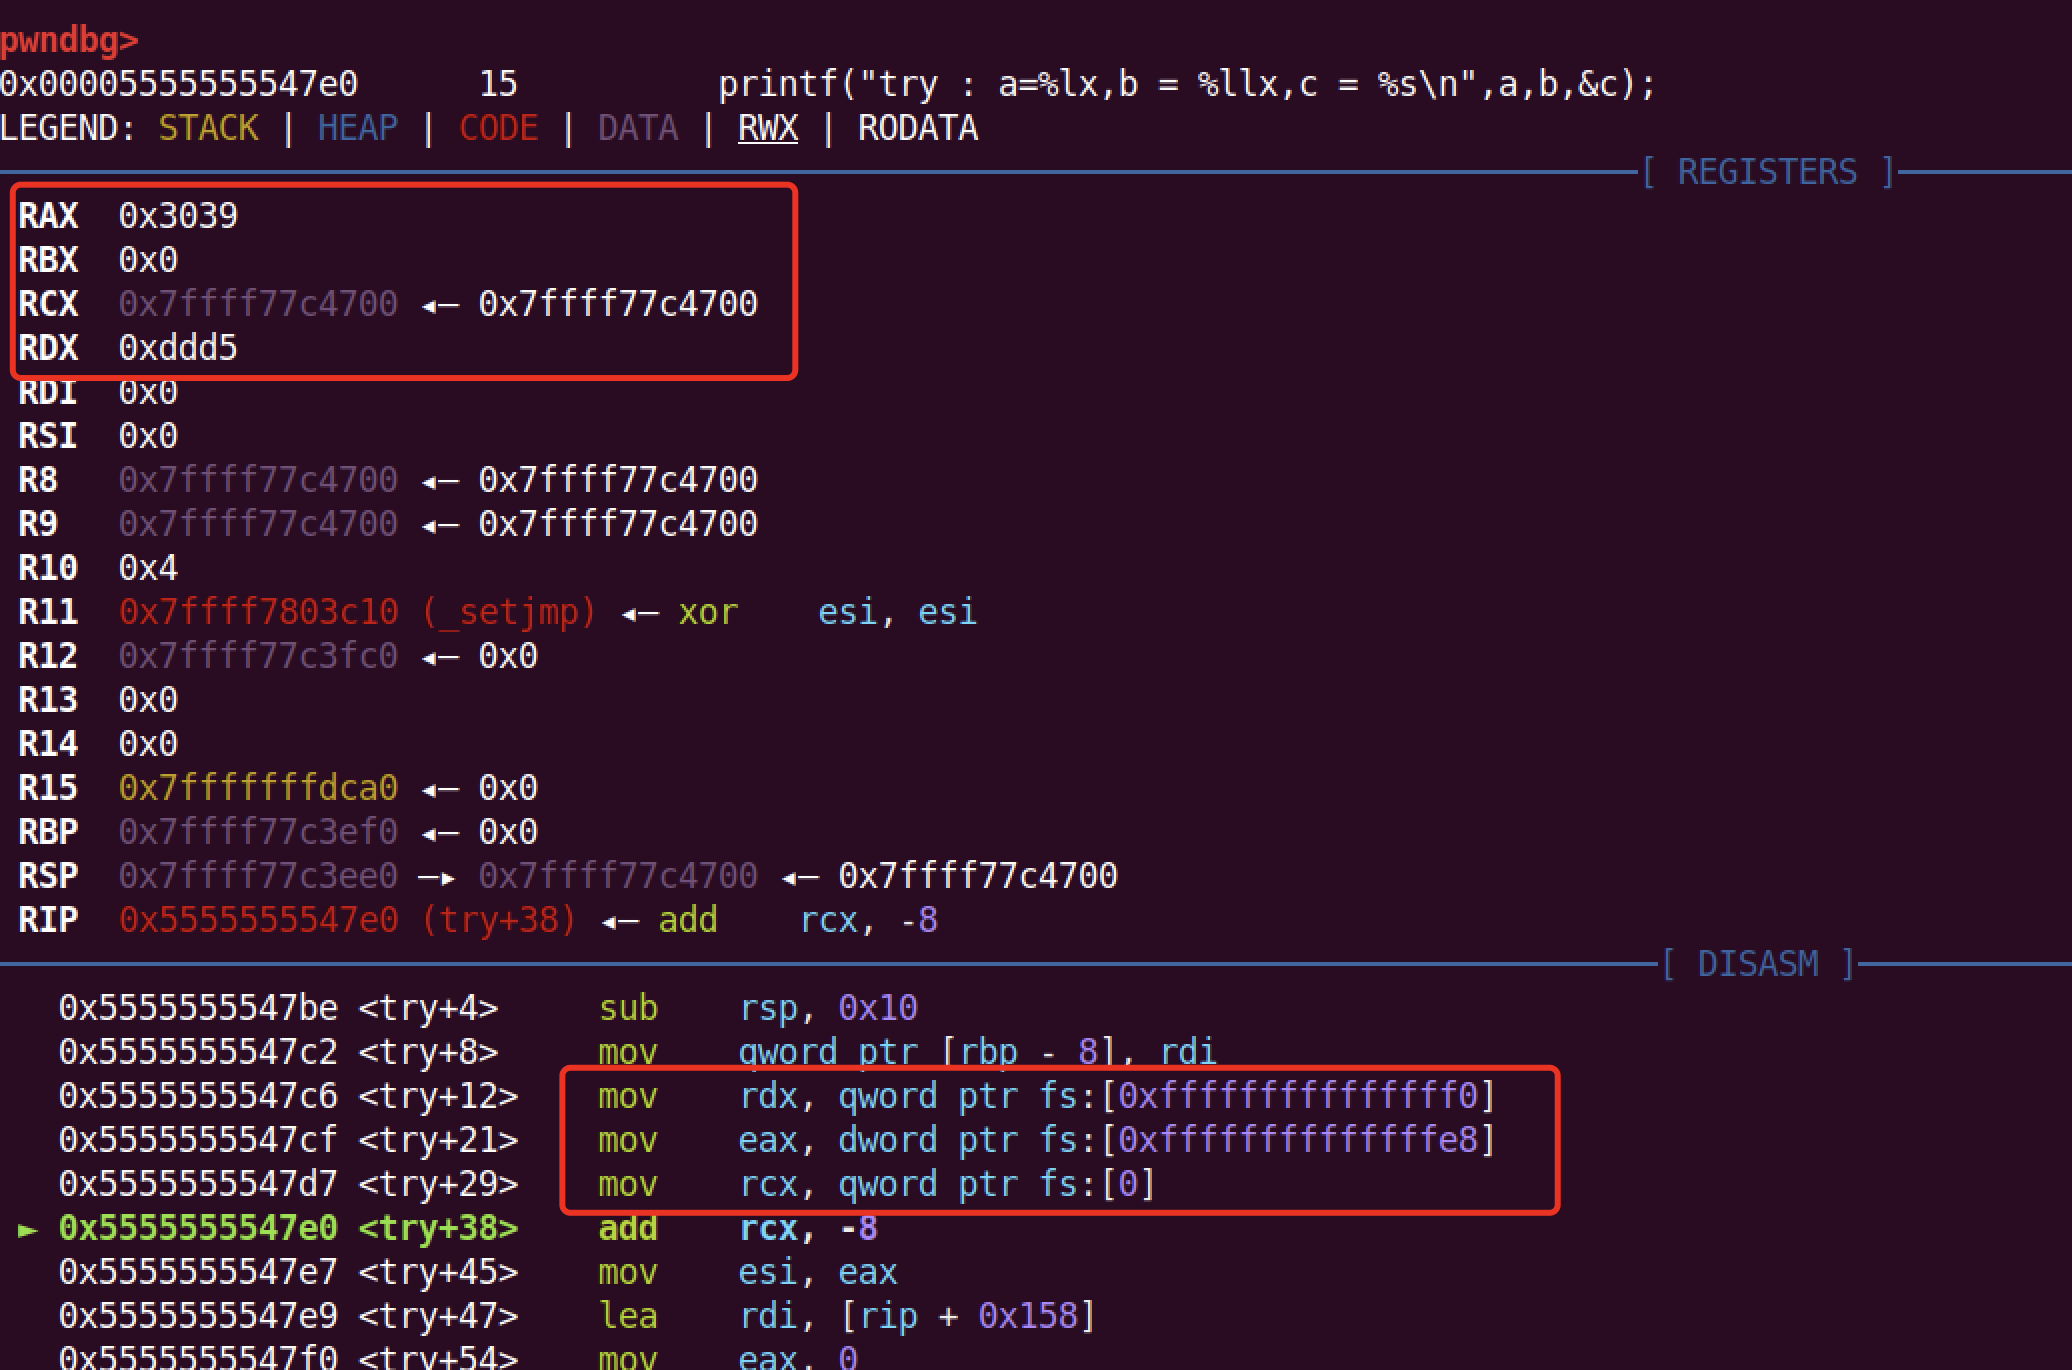 pwndbg>
0x00005555555547e0      15          printf("try : a=%lx,b = %llx,c = %s\n",a,b,&c);
LEGEND: STACK | HEAP | CODE | DATA | RWX | RODATA
[ REGISTERS ]
RAX  0x3039
RBX  0x0
RCX  0x7ffff77c4700 ◂— 0x7ffff77c4700
RDX  0xddd5
RDI  0x0
RSI  0x0
R8   0x7ffff77c4700 ◂— 0x7ffff77c4700
R9   0x7ffff77c4700 ◂— 0x7ffff77c4700
R10  0x4
R11  0x7ffff7803c10 (_setjmp) ◂— xor    esi, esi
R12  0x7ffff77c3fc0 ◂— 0x0
R13  0x0
R14  0x0
R15  0x7fffffffdca0 ◂— 0x0
RBP  0x7ffff77c3ef0 ◂— 0x0
RSP  0x7ffff77c3ee0 —▸ 0x7ffff77c4700 ◂— 0x7ffff77c4700
RIP  0x5555555547e0 (try+38) ◂— add    rcx, -8
[ DISASM ]
0x5555555547be <try+4>     sub    rsp, 0x10
0x5555555547c2 <try+8>     mov    qword ptr [rbp - 8], rdi
0x5555555547c6 <try+12>    mov    rdx, qword ptr fs:[0xfffffffffffffff0]
0x5555555547cf <try+21>    mov    eax, dword ptr fs:[0xffffffffffffffe8]
0x5555555547d7 <try+29>    mov    rcx, qword ptr fs:[0]
► 0x5555555547e0 <try+38>    add    rcx, -8
0x5555555547e7 <try+45>    mov    esi, eax
0x5555555547e9 <try+47>    lea    rdi, [rip + 0x158]
0x5555555547f0 <try+54>    mov    eax, 0